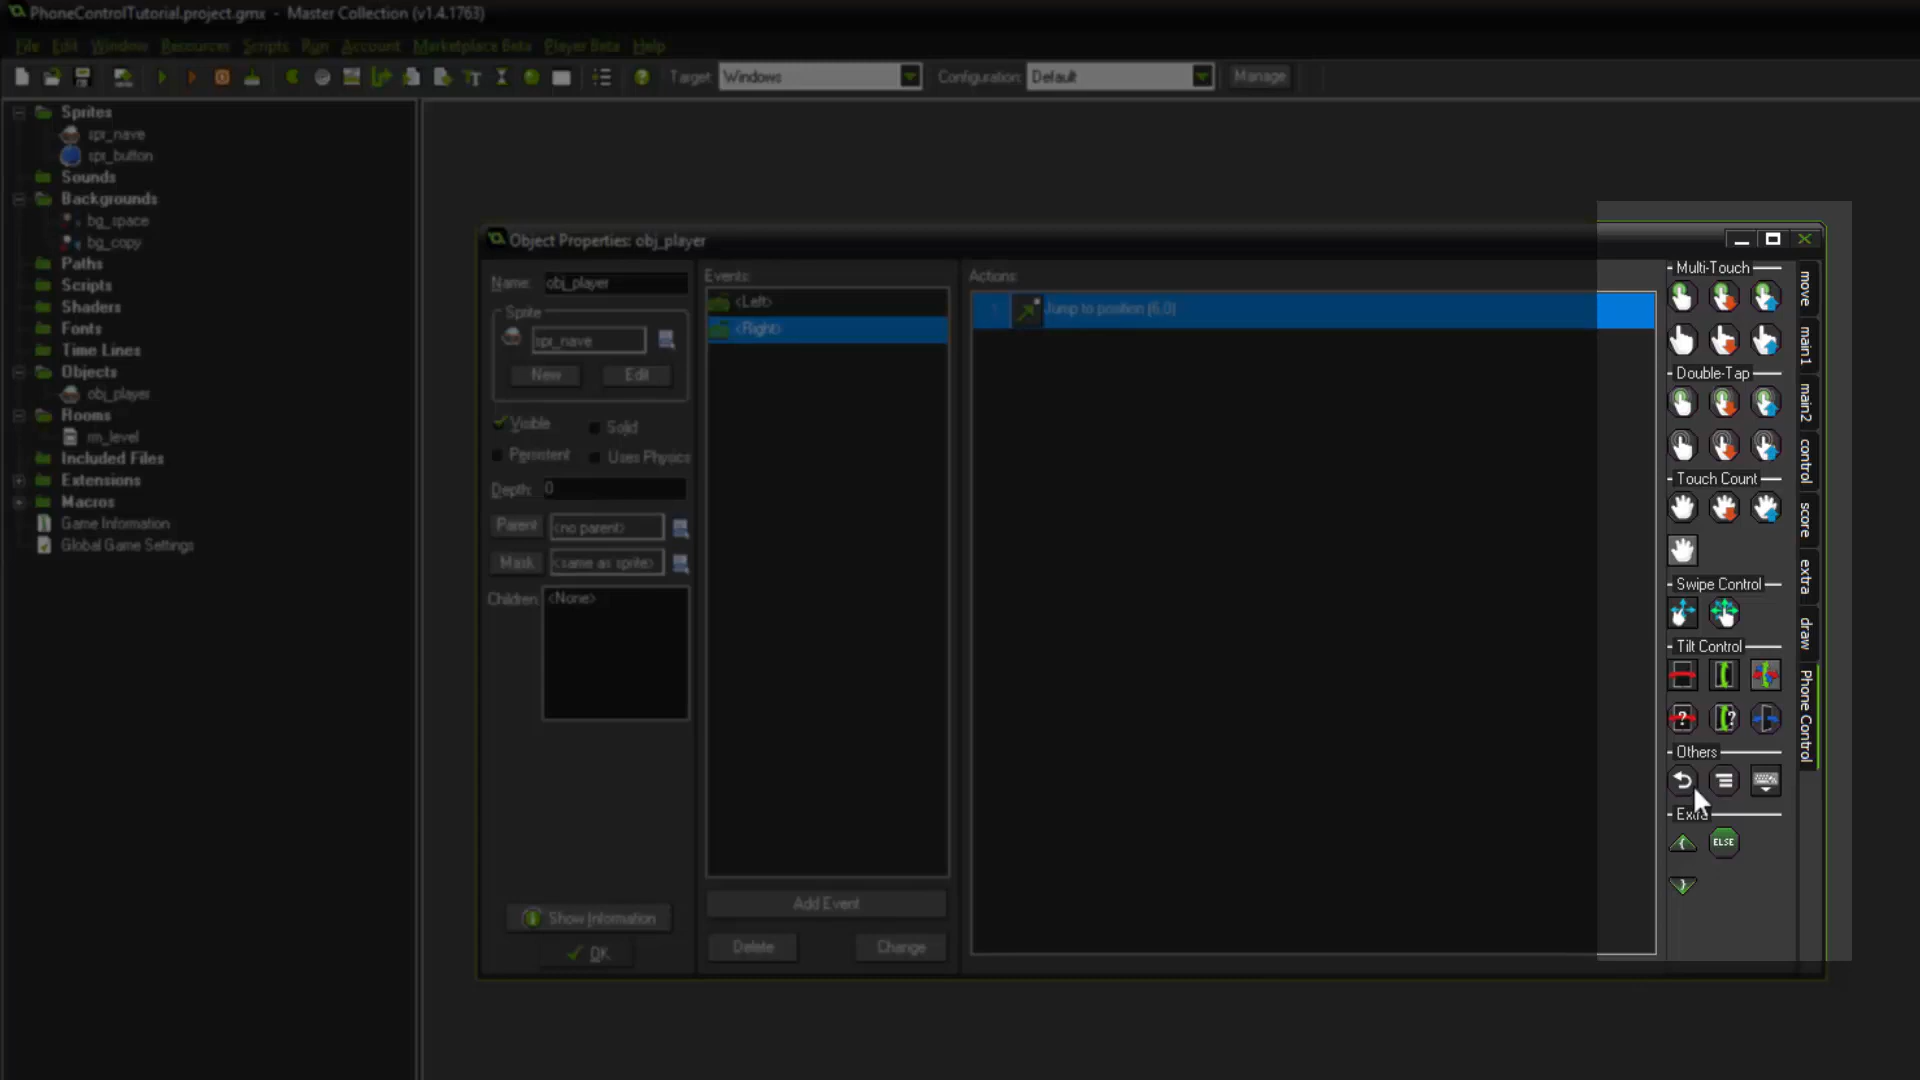 PhoneControlTutorial.project.gmx - Master Collection (v1.4.1763)
File Edit Window Resources Scripts Run Account Marketplace Beta Player Beta Help
Target: Windows Configuration: Default Manage
Sprites
spr_nave
spr_button
Sounds
Backgrounds
bg_space
bg_copy
Paths
Scripts
Shaders
Fonts
Time Lines
Objects
obj_player
Rooms
rm_level
Included Files
Extensions
Macros
Game Information
Global Game Settings
Object Properties: obj_player
Name: obj_player
Sprite
spr_nave
New Edit
Visible Solid
Persistent Uses Physics
Depth: 0
Parent <no parent>
Mask <same as sprite>
Children <None>
Show Information
OK
Events:
<Left>
<Right>
Add Event
Delete Change
Actions:
1 Jump to position (6,0)
Multi-Touch
Double-Tap
Touch Count
Swipe Control
Tilt Control
? ?
Others
Extra
{ ELSE
}
move
main1
main2
control
score
extra
draw
Phone Control